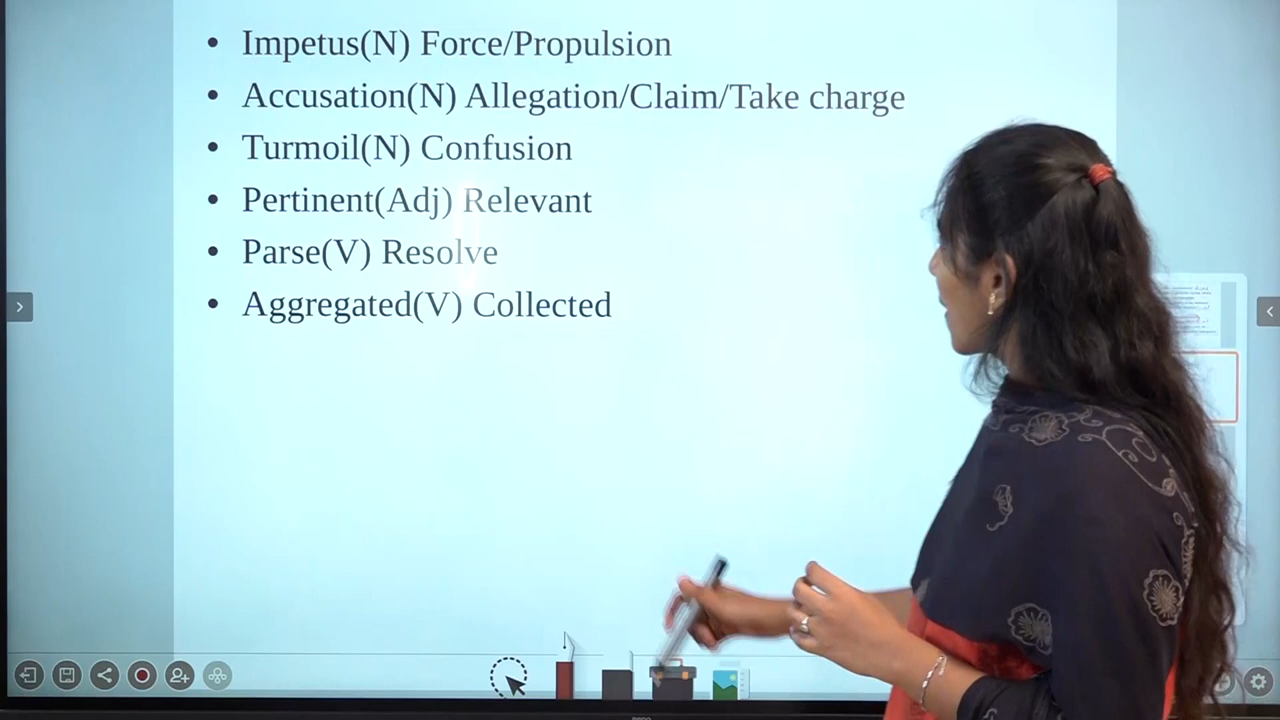 • Impetus(N) Force/Propulsion
• Accusation(N) Allegation/Claim/Take charge
• Turmoil(N) Confusion
• Pertinent(Adj) Relevant
• Parse(V) Resolve
• Aggregated(V) Collected